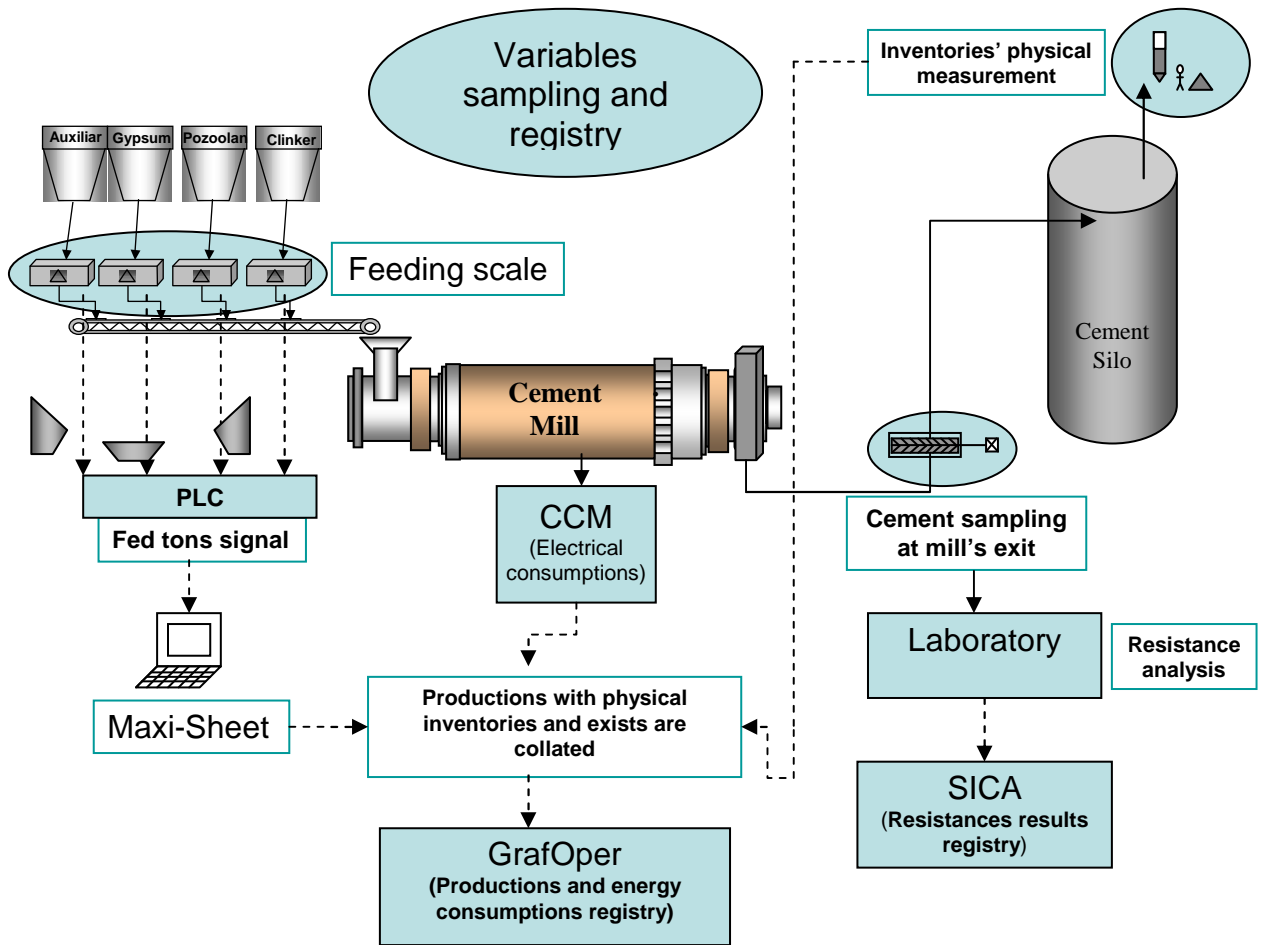 Variables
sampling and
registry
Inventories' physical
measurement
Auxiliar
Gypsum
Pozoolan
Clinker
Feeding scale
Cement
Silo
Cement
Mill
PLC
Fed tons signal
CCM
(Electrical
consumptions)
Cement sampling
at mill's exit
Laboratory
Resistance
analysis
Maxi-Sheet
Productions with physical
inventories and exists are
collated
SICA
(Resistances results
registry)
GrafOper
(Productions and energy
consumptions registry)